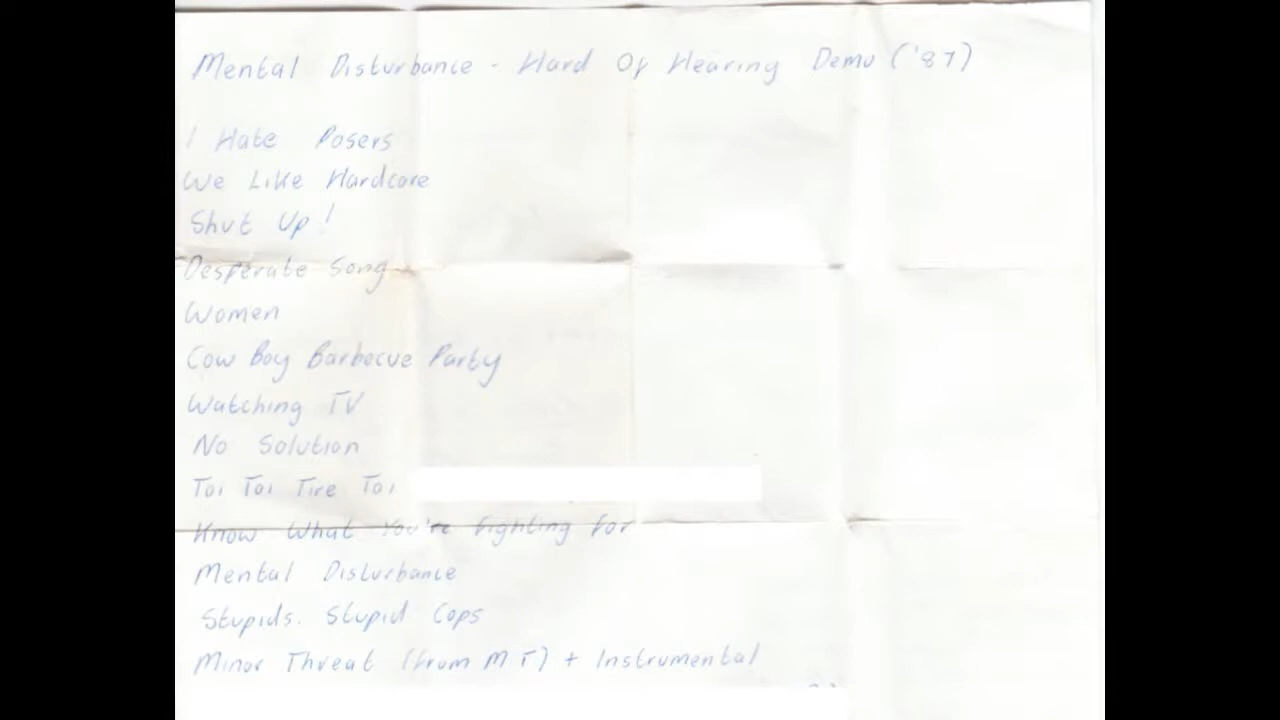 Mental Disturbance - Hard Of Hearing Demo ('87)
I Hate Posers
We Like Hardcore
Shut Up!
Desperate Song
Women
Cow Boy Barbecue Party
Watching TV
No Solution
Toi Toi Tire Toi
Know What You're Fighting For
Mental Disturbance
Stupids. Stupid Cops
Minor Threat (From M T) + Instrumental